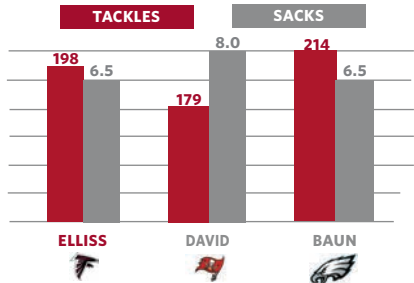 TACKLES SACKS
198 6.5 179 8.0 214 6.5
ELLISS DAVID BAUN